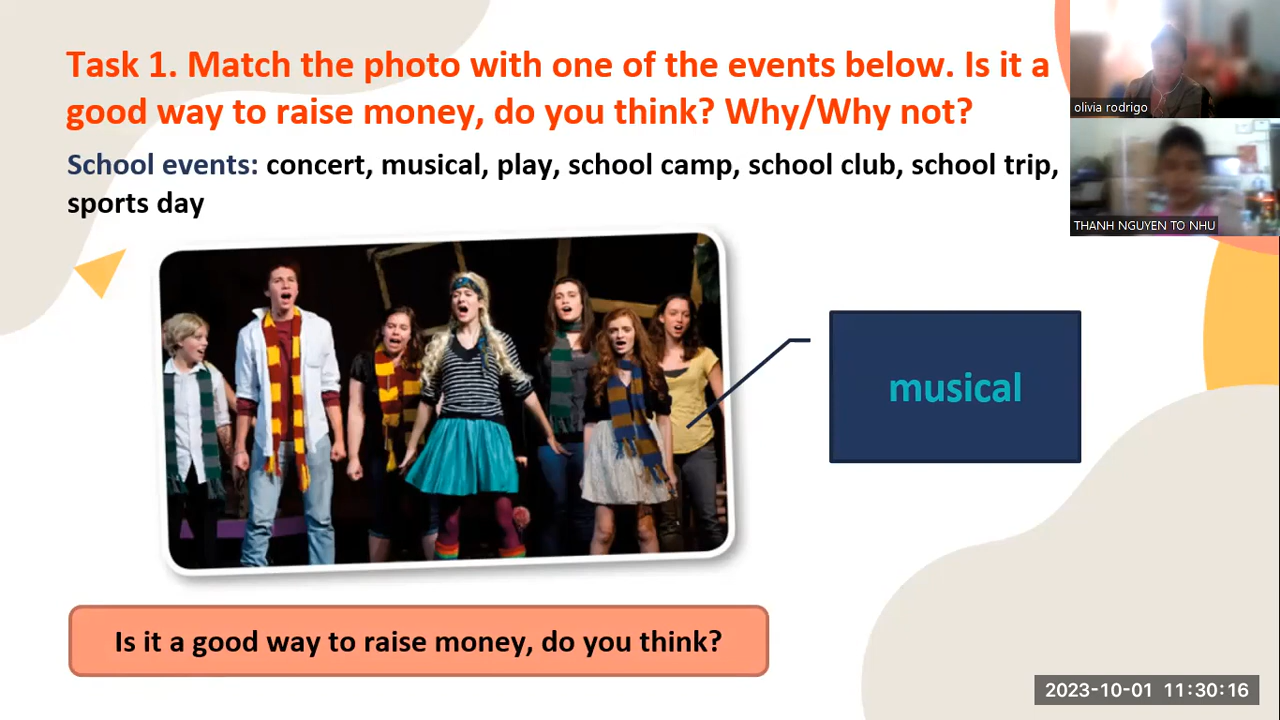 Task 1. Match the photo with one of the events below. Is it a
good way to raise money, do you think? Why/Why not?
School events: concert, musical, play, school camp, school club, school trip,
sports day
olivia rodrigo
THANH NGUYEN TO NHU
musical
Is it a good way to raise money, do you think?
2023-10-01 11:30:16